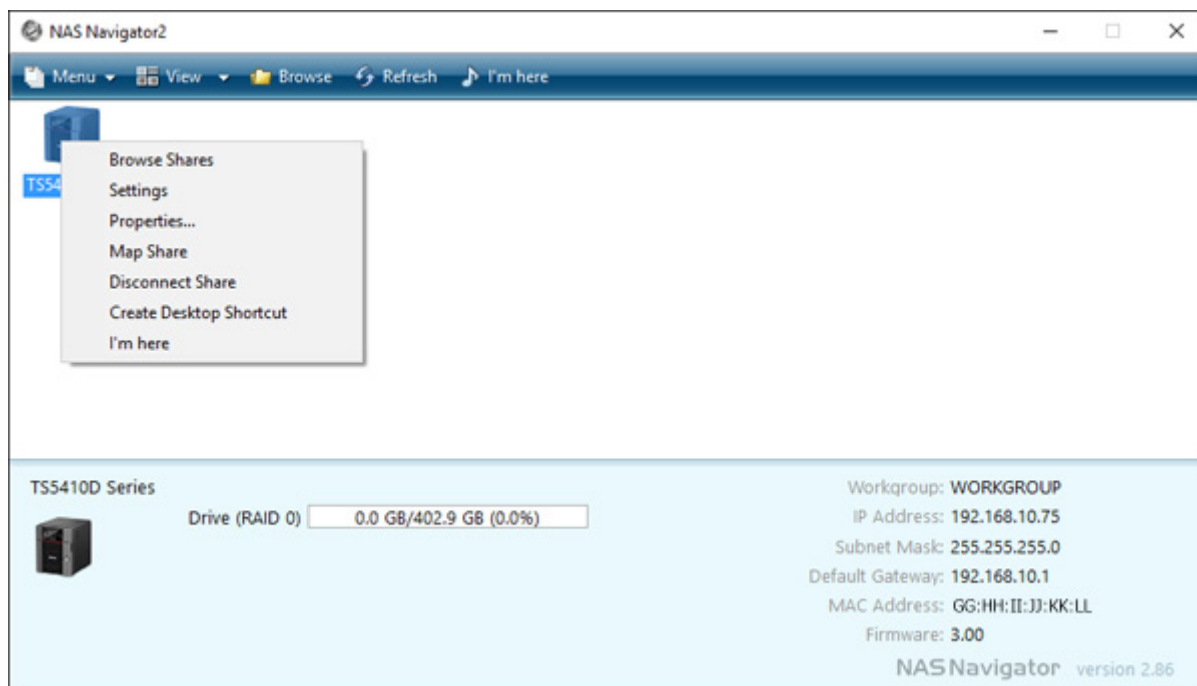 NAS Navigator2
Menu View Browse Refresh I'm here
TS54
Browse Shares
Settings
Properties...
Map Share
Disconnect Share
Create Desktop Shortcut
I'm here
TS5410D Series
Drive (RAID 0) 0.0 GB/402.9 GB (0.0%)
Workgroup: WORKGROUP
IP Address: 192.168.10.75
Subnet Mask: 255.255.255.0
Default Gateway: 192.168.10.1
MAC Address: GG:HH:II:JJ:KK:LL
Firmware: 3.00
NAS Navigator version 2.86